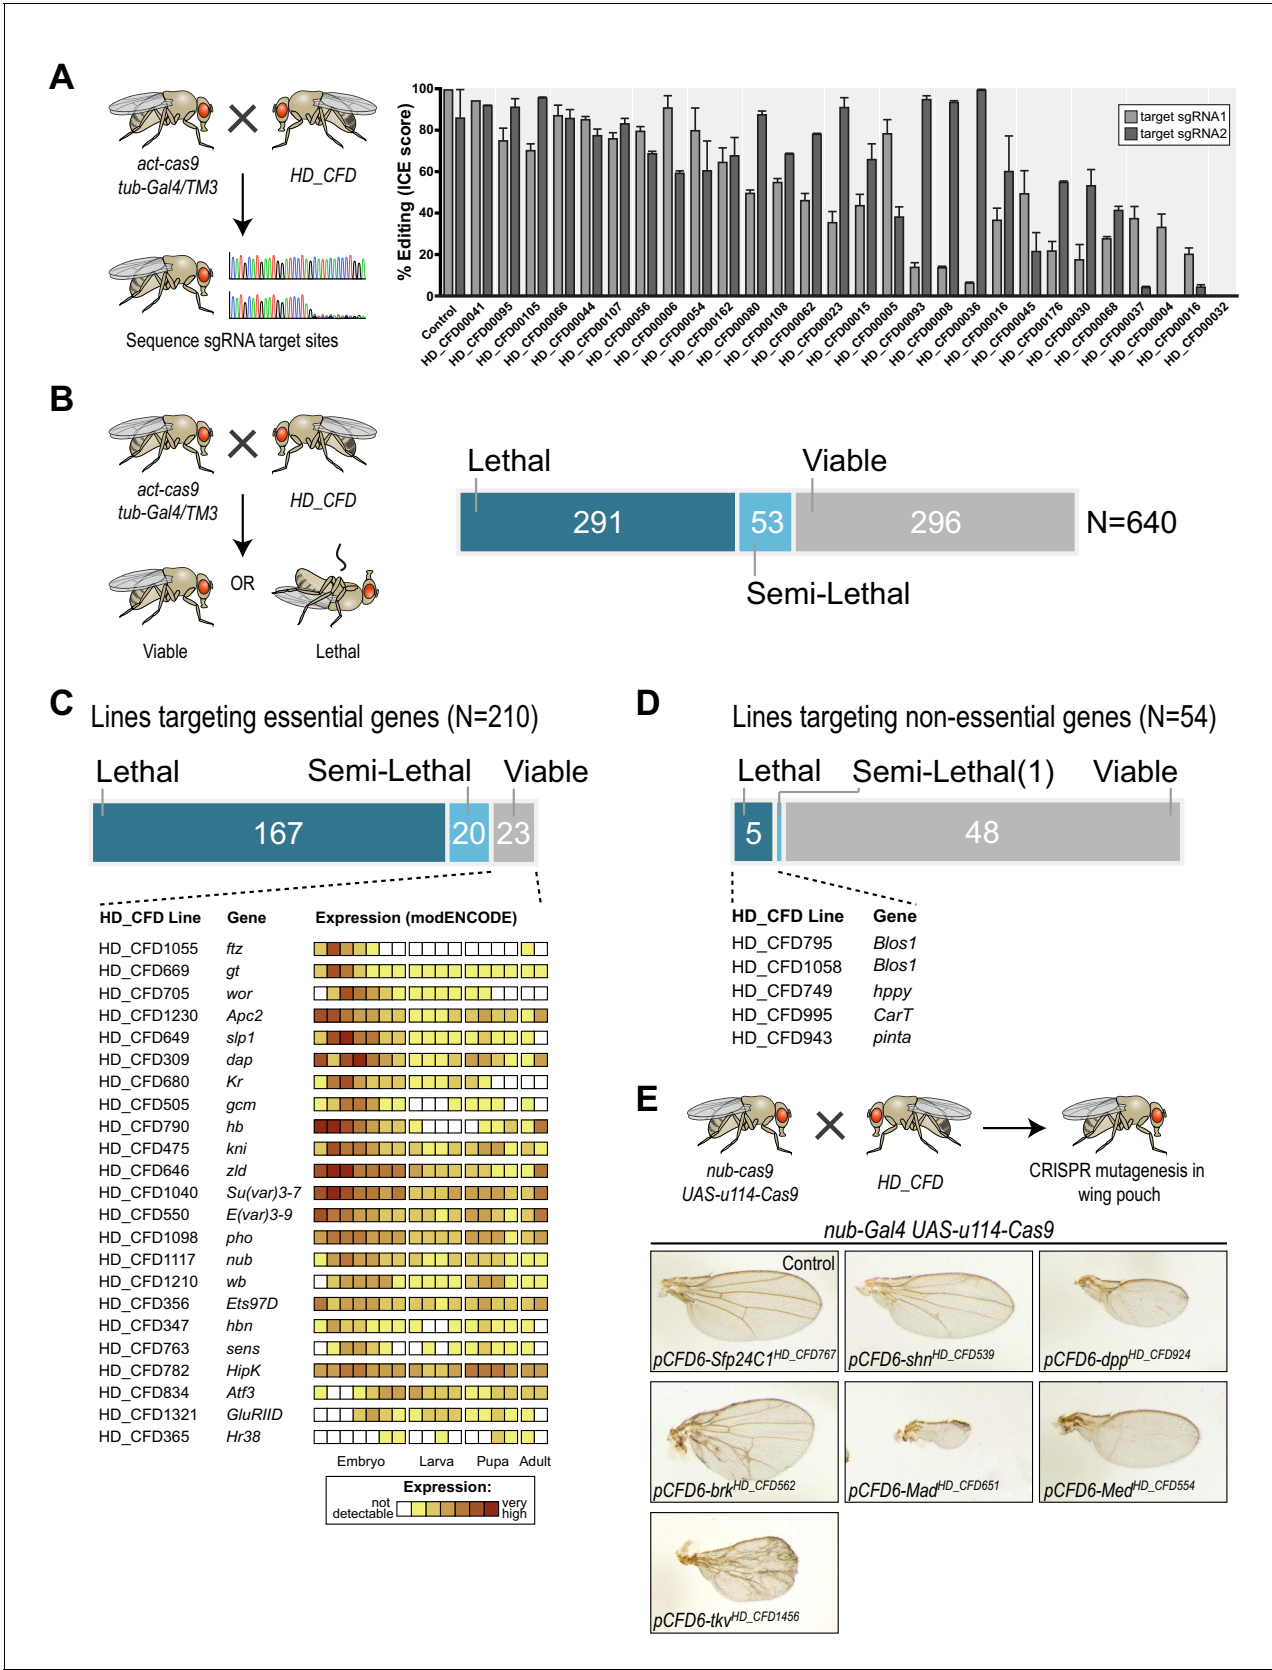 A
act-cas9
tub-Gal4/TM3
HD_CFD
Sequence sgRNA target sites
% Editing (ICE score)
100
80
60
40
20
0
target sgRNA1
target sgRNA2
Control
HD_CFD00041
HD_CFD00095
HD_CFD00105
HD_CFD00066
HD_CFD00044
HD_CFD00107
HD_CFD00056
HD_CFD00006
HD_CFD00054
HD_CFD00162
HD_CFD00080
HD_CFD00108
HD_CFD00062
HD_CFD00023
HD_CFD00015
HD_CFD00005
HD_CFD00093
HD_CFD00008
HD_CFD00036
HD_CFD00016
HD_CFD00045
HD_CFD00176
HD_CFD00030
HD_CFD00068
HD_CFD00037
HD_CFD00004
HD_CFD00016
HD_CFD00032
B
act-cas9
tub-Gal4/TM3
HD_CFD
OR
Viable
Lethal
Lethal
Viable
291
53
296
N=640
Semi-Lethal
C
Lines targeting essential genes (N=210)
Lethal
Semi-Lethal
Viable
167
20
23
HD_CFD Line Gene Expression (modENCODE)
HD_CFD1055 ftz
HD_CFD669 gt
HD_CFD705 wor
HD_CFD1230 Apc2
HD_CFD649 slp1
HD_CFD309 dap
HD_CFD680 Kr
HD_CFD505 gcm
HD_CFD790 hb
HD_CFD475 kni
HD_CFD646 zld
HD_CFD1040 Su(var)3-7
HD_CFD550 E(var)3-9
HD_CFD1098 pho
HD_CFD1117 nub
HD_CFD1210 wb
HD_CFD356 Ets97D
HD_CFD347 hbn
HD_CFD763 sens
HD_CFD782 HipK
HD_CFD834 Atf3
HD_CFD1321 GluRIID
HD_CFD365 Hr38
Embryo Larva Pupa Adult
Expression:
not detectable
very high
D
Lines targeting non-essential genes (N=54)
Lethal
Semi-Lethal(1)
Viable
5
48
HD_CFD Line Gene
HD_CFD795 Blos1
HD_CFD1058 Blos1
HD_CFD749 hppy
HD_CFD995 CarT
HD_CFD943 pinta
E
nub-cas9
UAS-u114-Cas9
HD_CFD
CRISPR mutagenesis in
wing pouch
nub-Gal4 UAS-u114-Cas9
Control
pCFD6-Sfp24C1HD_CFD767
pCFD6-shnHD_CFD539
pCFD6-dppHD_CFD924
pCFD6-brkHD_CFD562
pCFD6-MadHD_CFD651
pCFD6-MedHD_CFD554
pCFD6-tkvHD_CFD1456